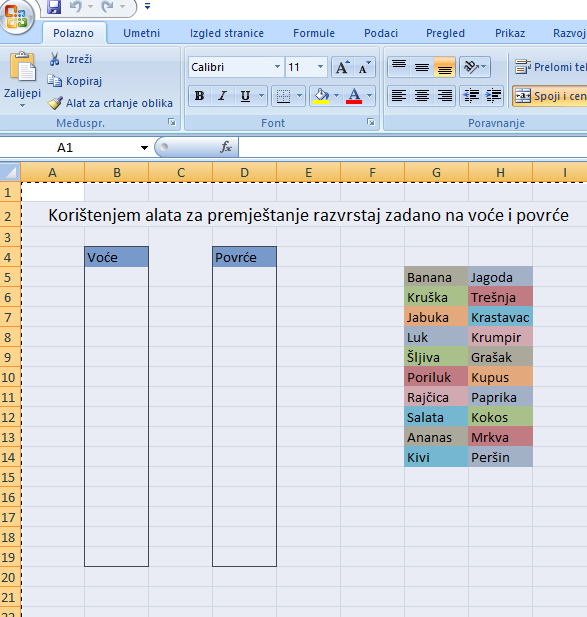 Polazno Umetni Izgled stranice Formule Podaci Pregled Prikaz Razvoj
Zalijepi
Izreži
Kopiraj
Alat za crtanje oblika
Međuspr.
Calibri 11 A A
B I U A
Font
Prelomi tel
Spoji i cen
Poravnanje
A1 fx
A B C D E F G H I
1
2 Korištenjem alata za premještanje razvrstaj zadano na voće i povrće
3
4 Voće Povrće
5 Banana Jagoda
6 Kruška Trešnja
7 Jabuka Krastavac
8 Luk Krumpir
9 Šljiva Grašak
10 Poriluk Kupus
11 Rajčica Paprika
12 Salata Kokos
13 Ananas Mrkva
14 Kivi Peršin
15
16
17
18
19
20
21
22